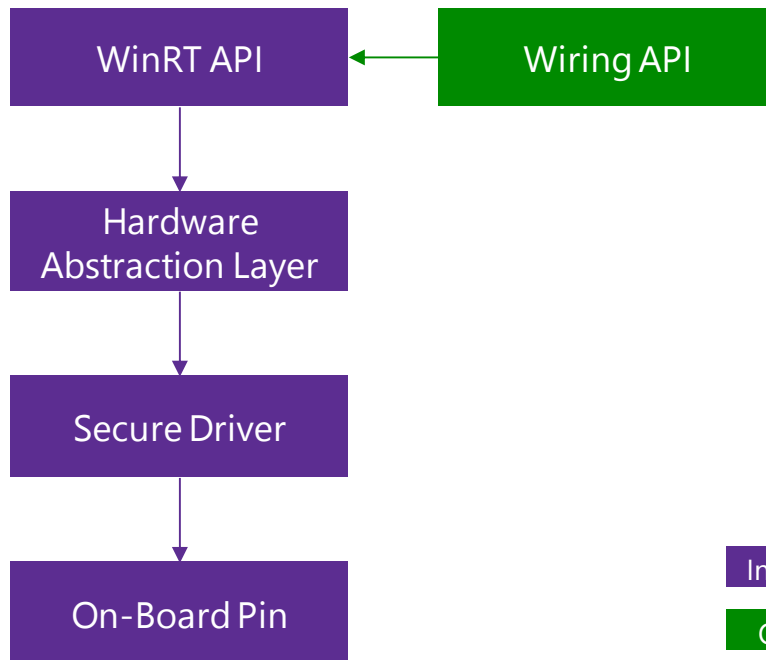 WinRT API
Wiring API
Hardware
Abstraction Layer
Secure Driver
On-Board Pin